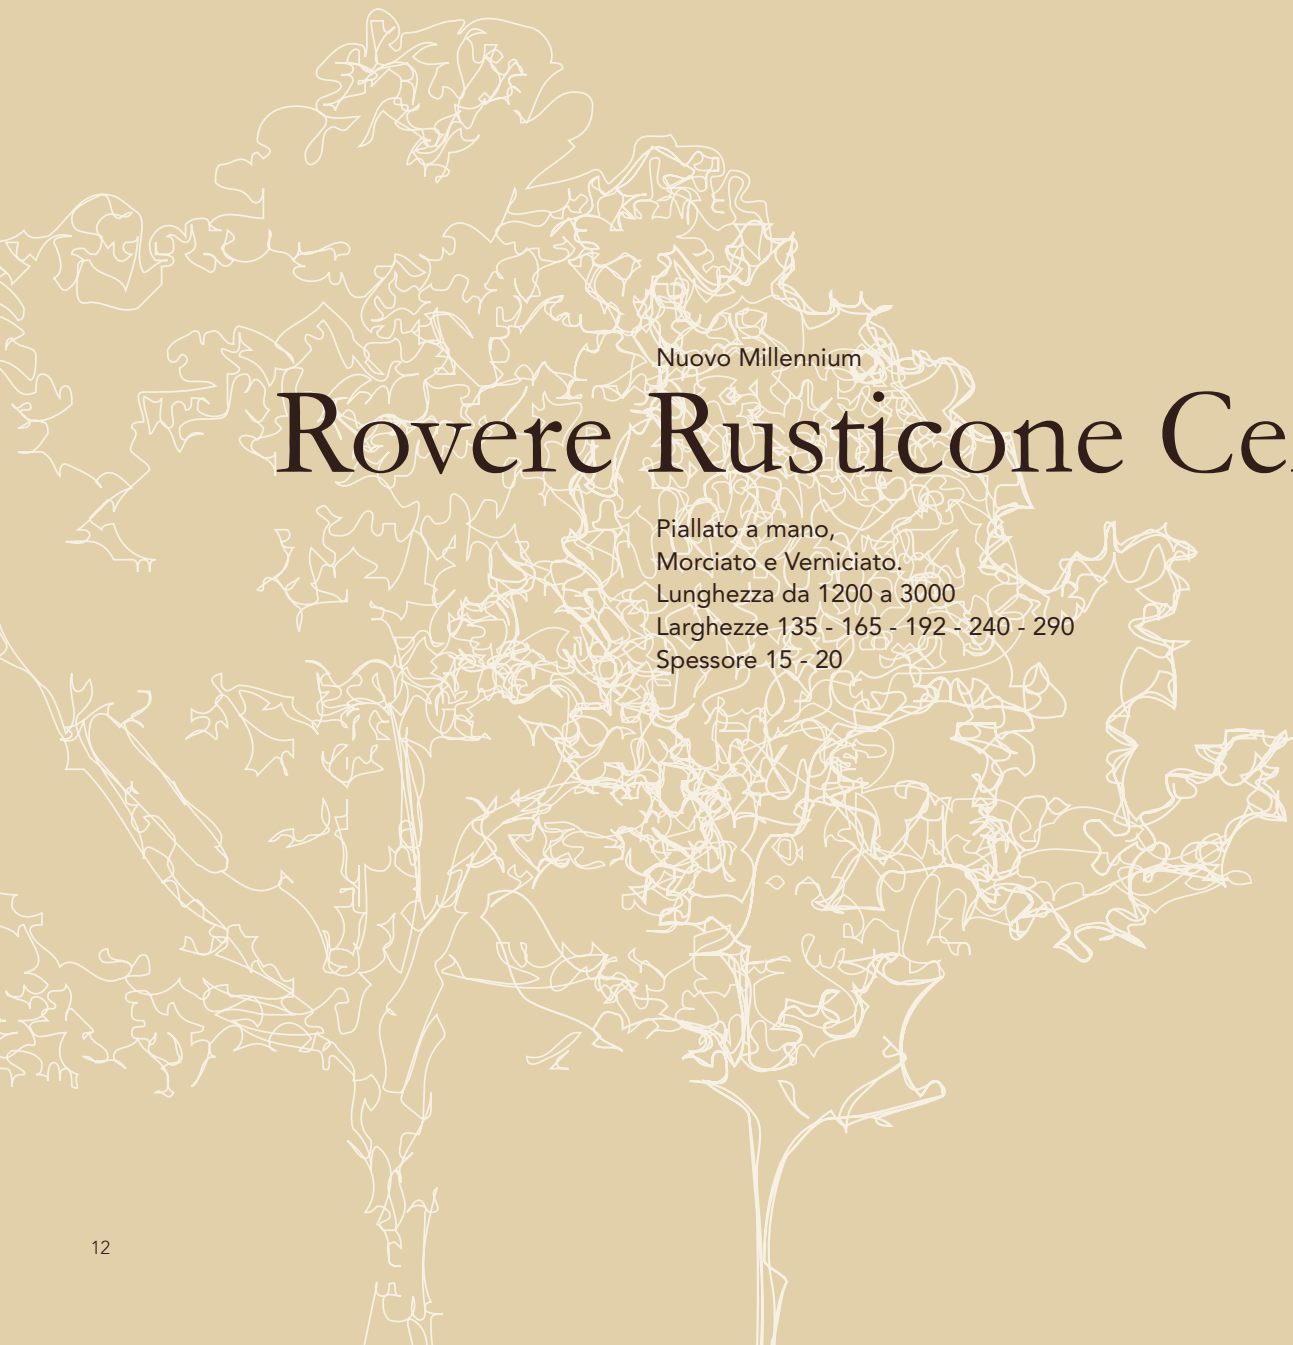 Nuovo Millennium
Rovere Rusticone
Piallato a mano,
Morciato e Verniciato.
Lunghezza da 1200 a 3000
Larghezze 135 - 165 - 192 - 240 - 290
Spessore 15 - 20
12